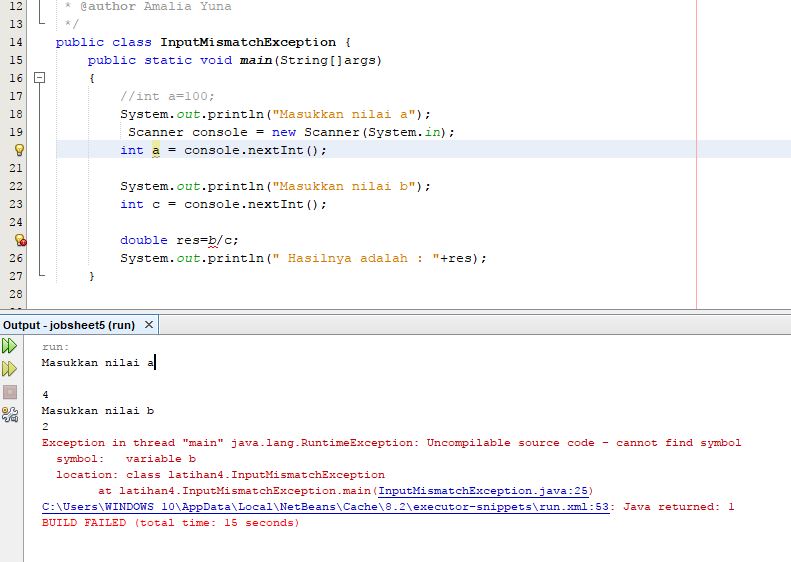 12 * @author Amalia Yuna
13 */
14 public class InputMismatchException {
15 public static void main(String[]args)
16 {
17 //int a=100;
18 System.out.println("Masukkan nilai a");
19 Scanner console = new Scanner(System.in);
int a = console.nextInt();
21
22 System.out.println("Masukkan nilai b");
23 int c = console.nextInt();
24
double res=b/c;
26 System.out.println(" Hasilnya adalah : "+res);
27 }
28
Output - jobsheet5 (run) ×
run:
Masukkan nilai a
4
Masukkan nilai b
2
Exception in thread "main" java.lang.RuntimeException: Uncompilable source code - cannot find symbol
symbol: variable b
location: class latihan4.InputMismatchException
at latihan4.InputMismatchException.main(InputMismatchException.java:25)
C:\Users\WINDOWS 10\AppData\Local\NetBeans\Cache\8.2\executor-snippets\run.xml:53: Java returned: 1
BUILD FAILED (total time: 15 seconds)